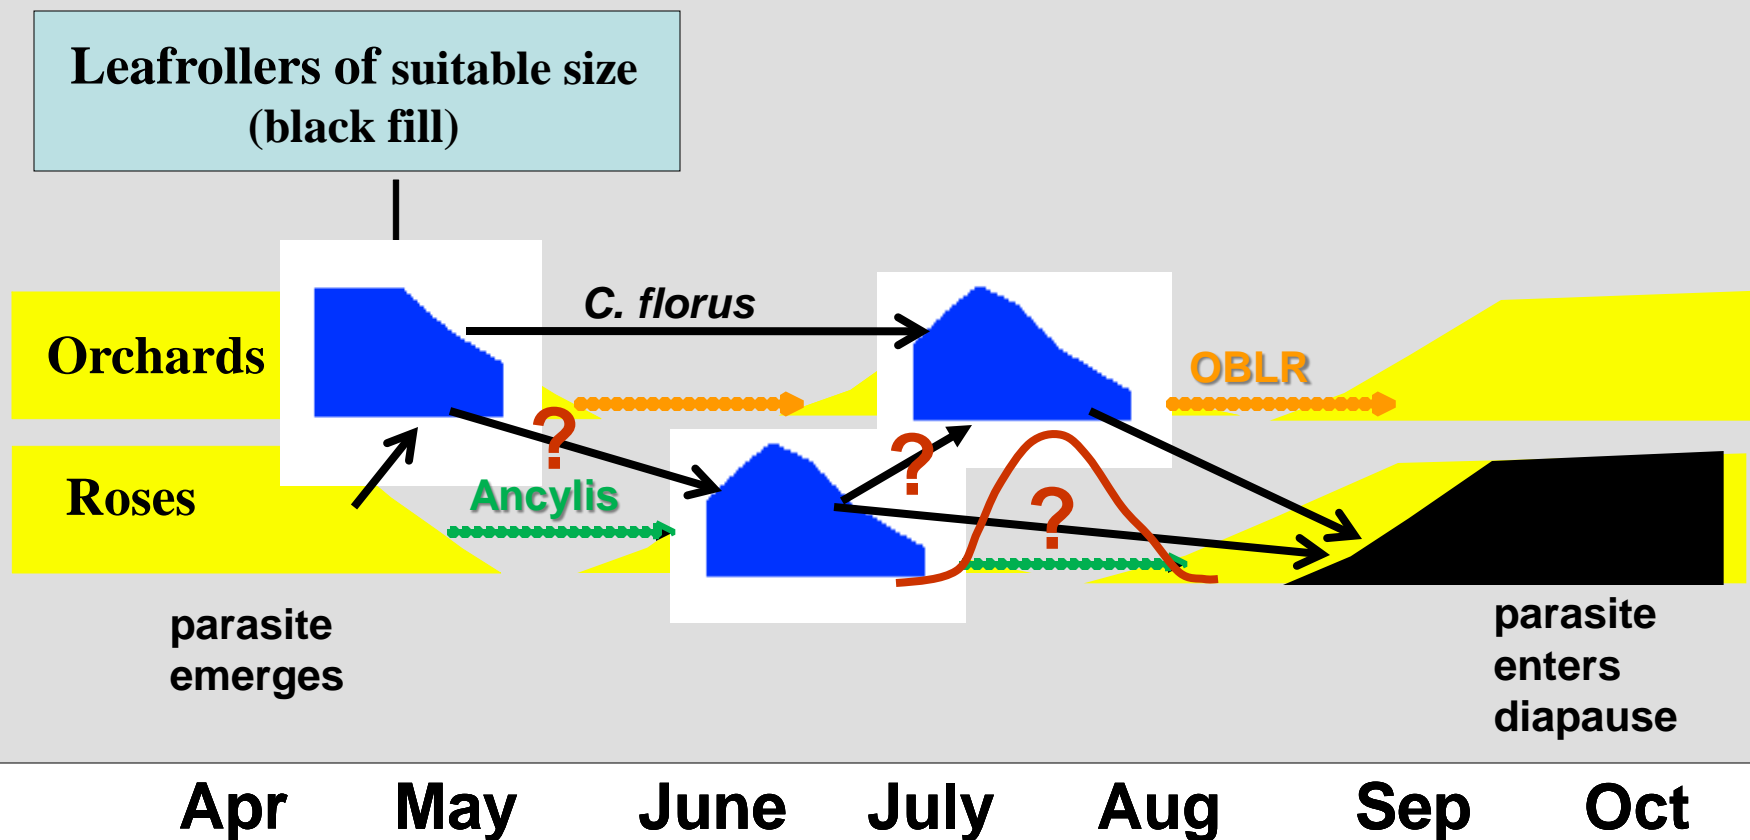 Leafrollers of suitable size
(black fill)
C. florus
Orchards
OBLR
?
?
Roses
Ancylis
?
parasite
emerges
parasite
enters
diapause
Apr May June July Aug Sep Oct